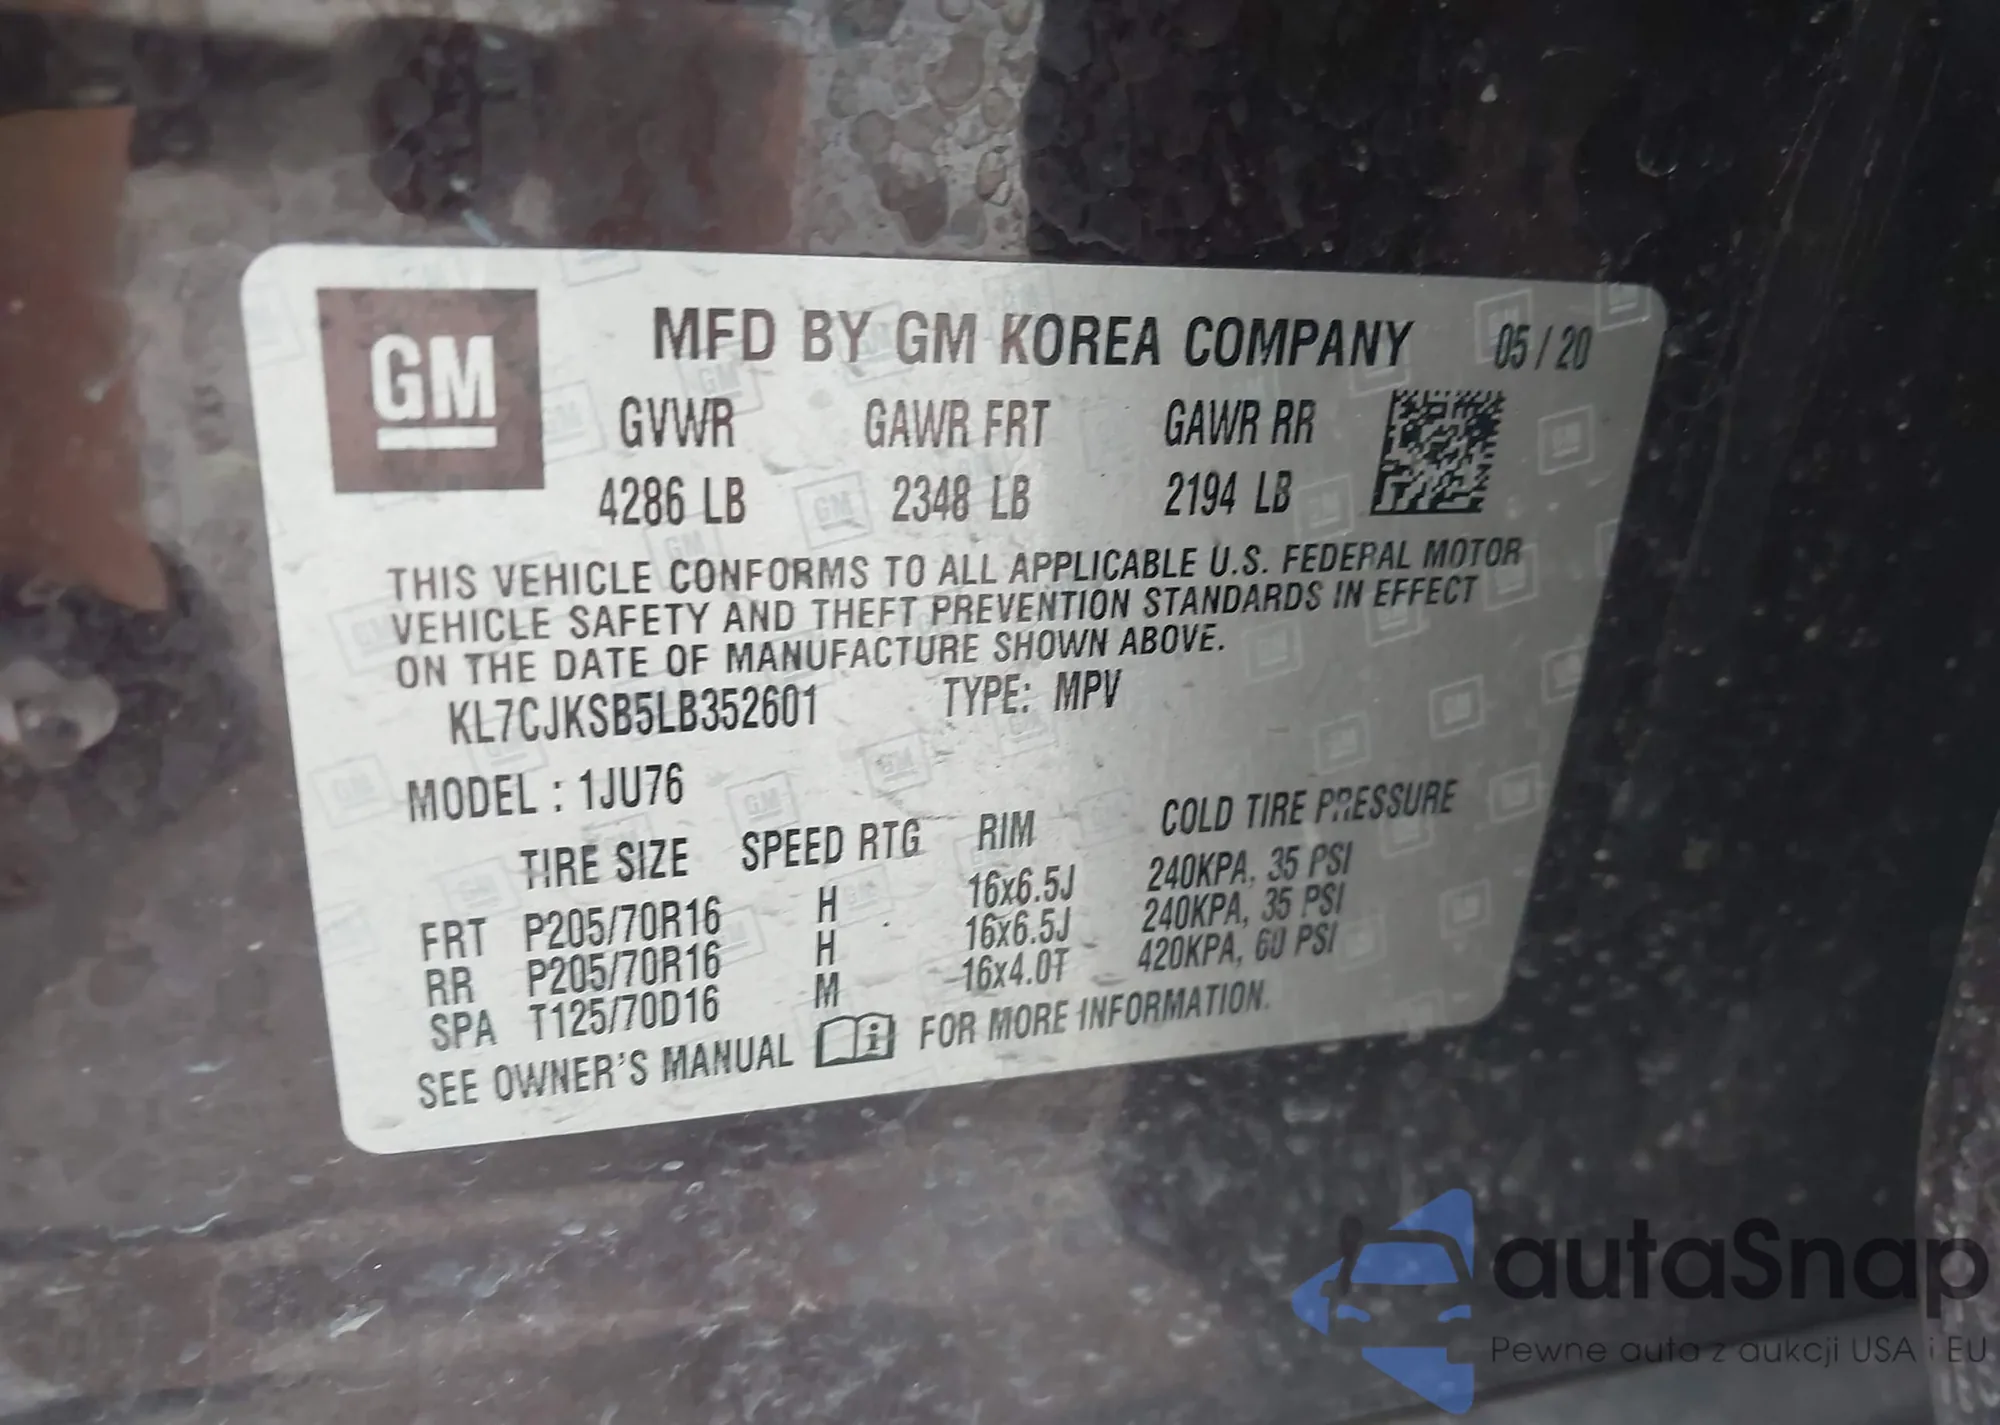 GM
MFD BY GM KOREA COMPANY 05/20
GVWR GAWR FRT GAWR RR
4286 LB 2348 LB 2194 LB
THIS VEHICLE CONFORMS TO ALL APPLICABLE U.S. FEDERAL MOTOR
VEHICLE SAFETY AND THEFT PREVENTION STANDARDS IN EFFECT
ON THE DATE OF MANUFACTURE SHOWN ABOVE.
KL7CJKSB5LB352601 TYPE: MPV
MODEL : 1JU76
TIRE SIZE SPEED RTG RIM COLD TIRE PRESSURE
FRT P205/70R16 H 16x6.5J 240KPA, 35 PSI
RR P205/70R16 H 16x6.5J 240KPA, 35 PSI
SPA T125/70D16 M 16x4.0T 420KPA, 60 PSI
SEE OWNER'S MANUAL FOR MORE INFORMATION.
autaSnap
Pewne auta z aukcji USA i EU